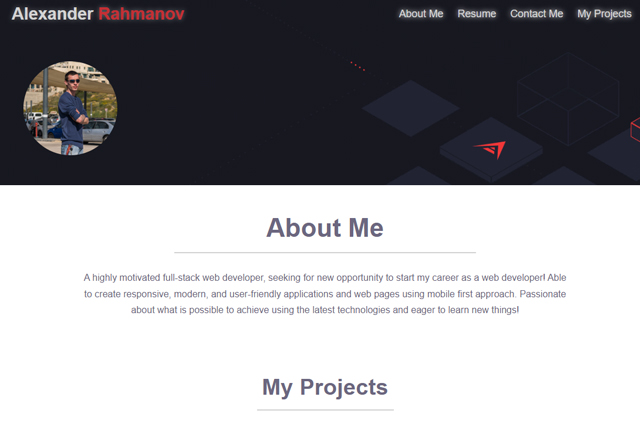 Alexander Rahmanov
About Me Resume Contact Me My Projects
About Me
A highly motivated full-stack web developer, seeking for new opportunity to start my career as a web developer! Able
to create responsive, modern, and user-friendly applications and web pages using mobile first approach. Passionate
about what is possible to achieve using the latest technologies and eager to learn new things!
My Projects